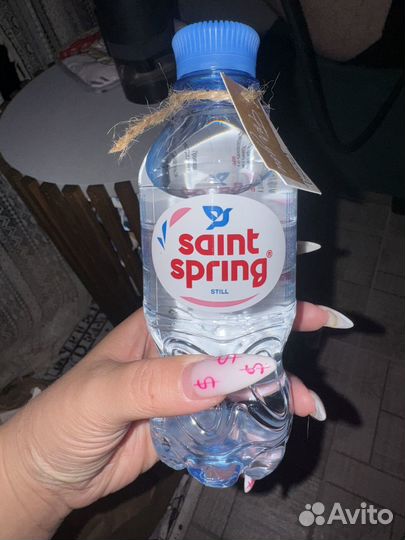 saint
spring®
STILL
$
$
$
Avito